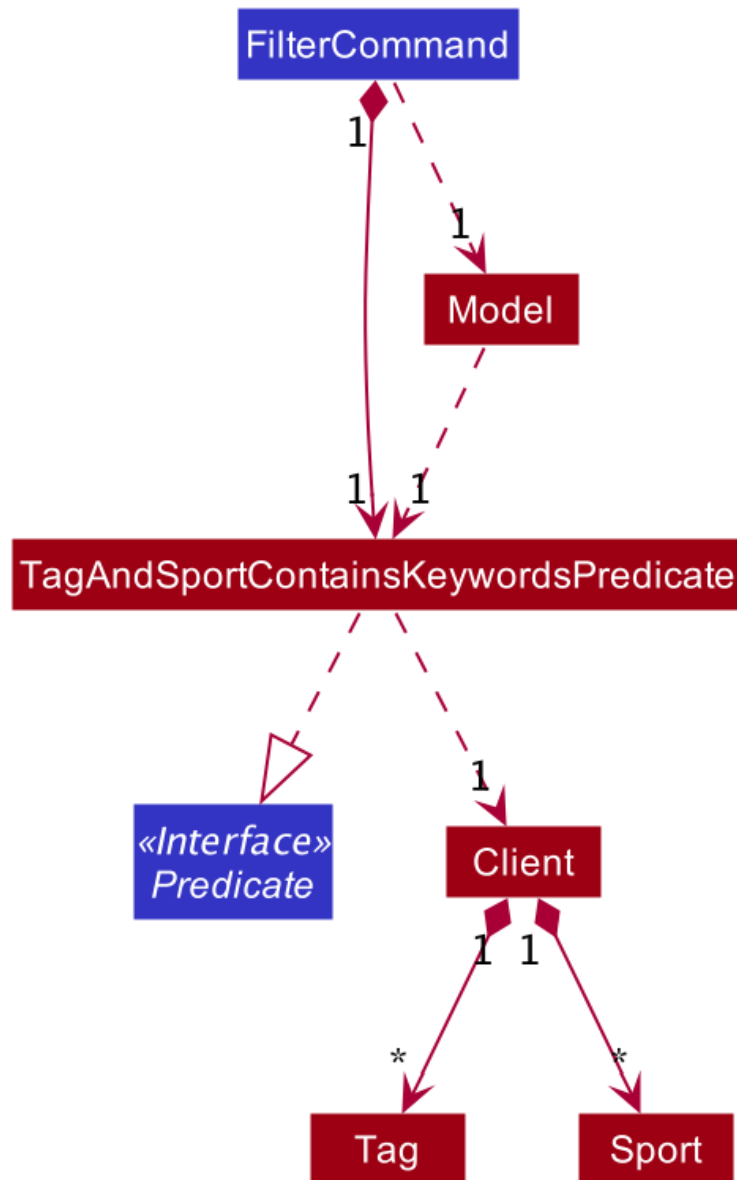 FilterCommand
1
1
Model
1
1
TagAndSportContainsKeywordsPredicate
«Interface»
Predicate
1
Client
1
1
*
*
Tag
Sport